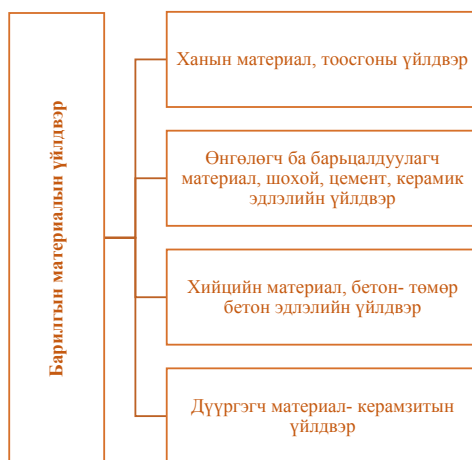 Барилгын материалын үйлдвэр
Ханын материал, тоосгоны үйлдвэр
Өнгөлөгч ба барьцалдуулагч
материал, шохой, цемент, керамик
эдлэлийн үйлдвэр
Хийцийн материал, бетон- төмөр
бетон эдлэлийн үйлдвэр
Дүүргэгч материал- керамзитын
үйлдвэр